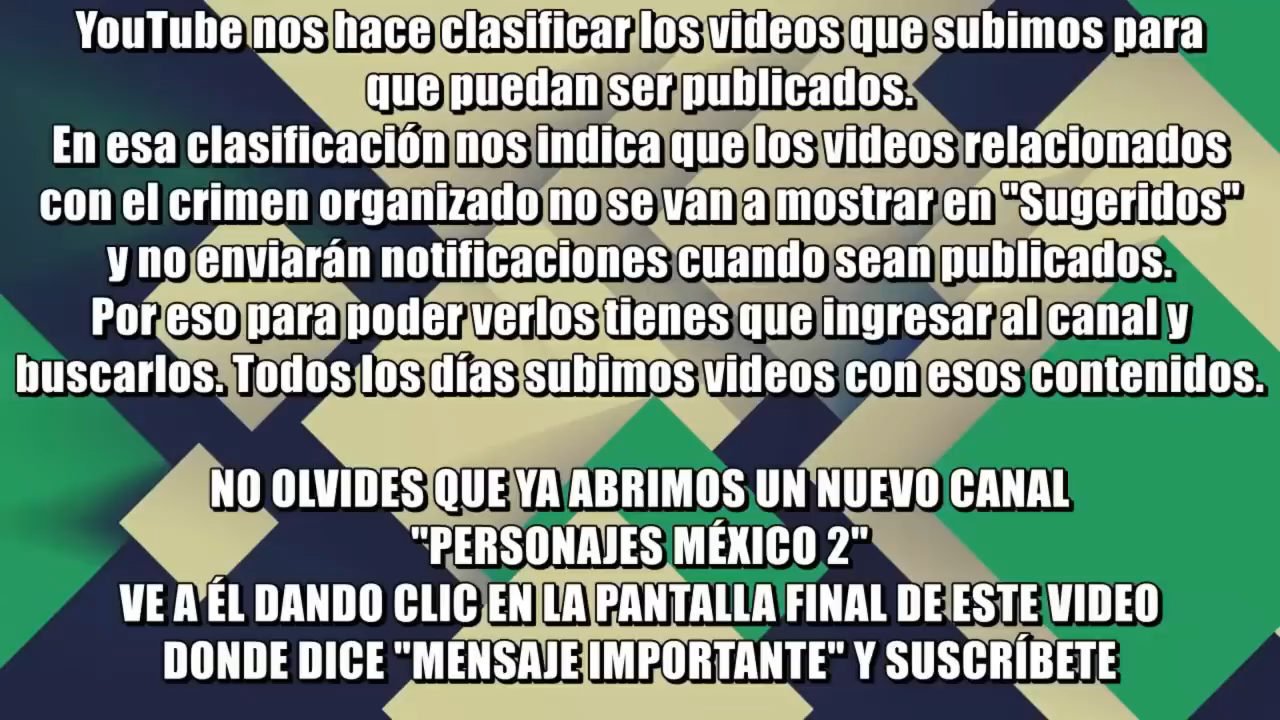 YouTube nos hace clasificar los videos que subimos para
que puedan ser publicados.
En esa clasificación nos indica que los videos relacionados
con el crimen organizado no se van a mostrar en "Sugeridos"
y no enviarán notificaciones cuando sean publicados.
Por eso para poder verlos tienes que ingresar al canal y
buscarlos. Todos los días subimos videos con esos contenidos.
NO OLVIDES QUE YA ABRIMOS UN NUEVO CANAL
"PERSONAJES MÉXICO 2"
VE A ÉL DANDO CLIC EN LA PANTALLA FINAL DE ESTE VIDEO
DONDE DICE "MENSAJE IMPORTANTE" Y SUSCRÍBETE